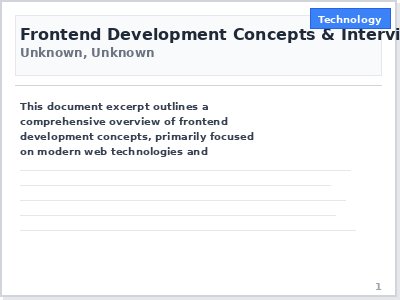 Technology
Frontend Development Concepts & Intervi
Unknown, Unknown
This document excerpt outlines a
comprehensive overview of frontend
development concepts, primarily focused
on modern web technologies and
1